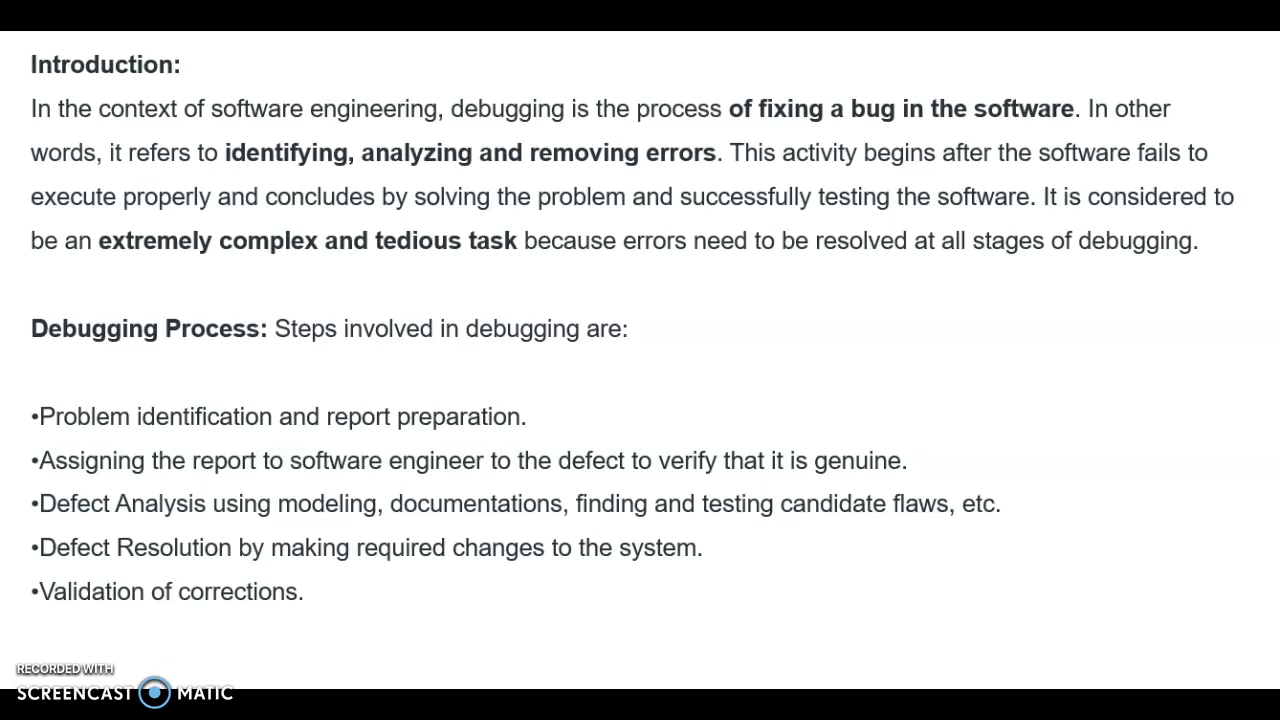 Introduction:
In the context of software engineering, debugging is the process of fixing a bug in the software. In other
words, it refers to identifying, analyzing and removing errors. This activity begins after the software fails to
execute properly and concludes by solving the problem and successfully testing the software. It is considered to
be an extremely complex and tedious task because errors need to be resolved at all stages of debugging.
Debugging Process: Steps involved in debugging are:
•Problem identification and report preparation.
•Assigning the report to software engineer to the defect to verify that it is genuine.
•Defect Analysis using modeling, documentations, finding and testing candidate flaws, etc.
•Defect Resolution by making required changes to the system.
•Validation of corrections.
RECORDED WITH
SCREENCAST MATIC